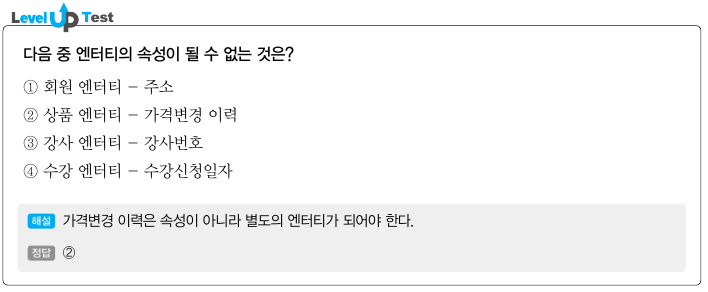 Level Up Test
다음 중 엔터티의 속성이 될 수 없는 것은?
① 회원 엔터티 – 주소
② 상품 엔터티 – 가격변경 이력
③ 강사 엔터티 – 강사번호
④ 수강 엔터티 – 수강신청일자
해설 가격변경 이력은 속성이 아니라 별도의 엔터티가 되어야 한다.
정답 ②